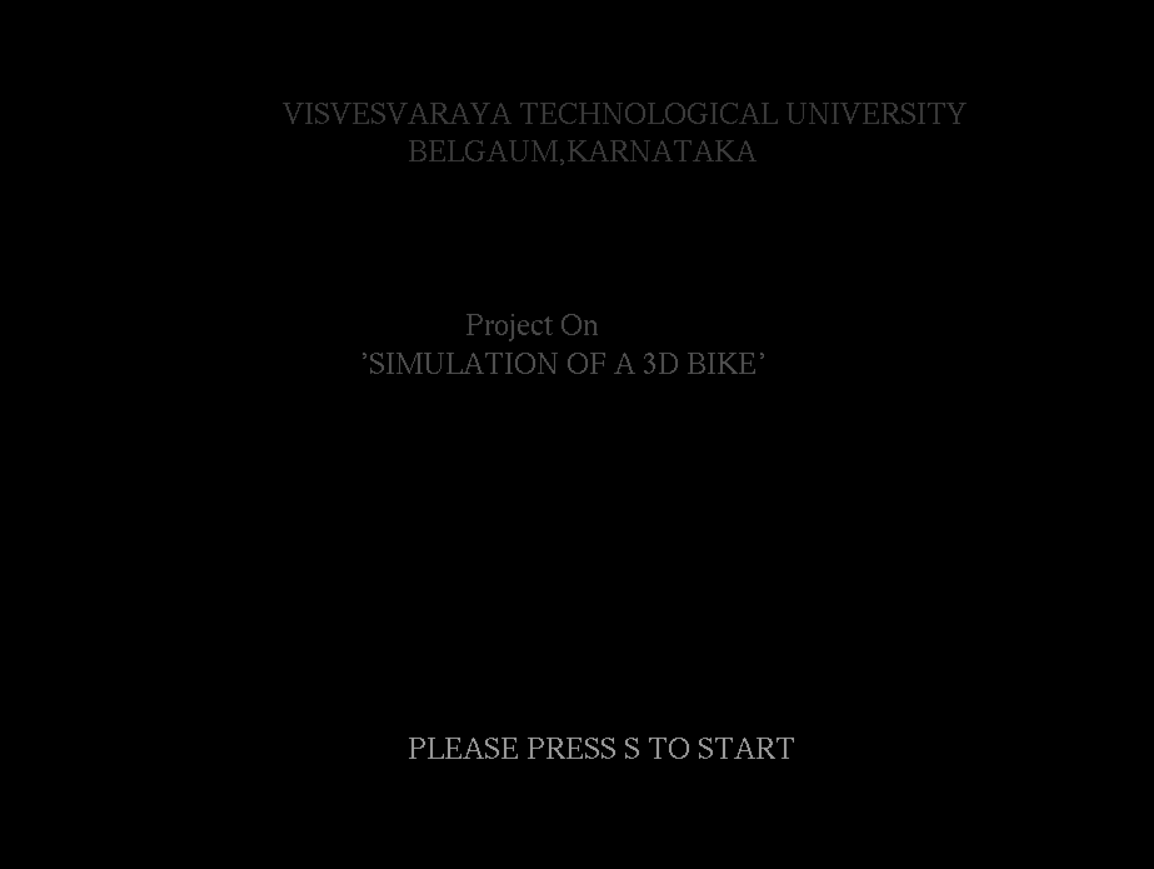 VISVESVARAYA TECHNOLOGICAL UNIVERSITY
BELGAUM,KARNATAKA
Project On
’SIMULATION OF A 3D BIKE’
PLEASE PRESS S TO START